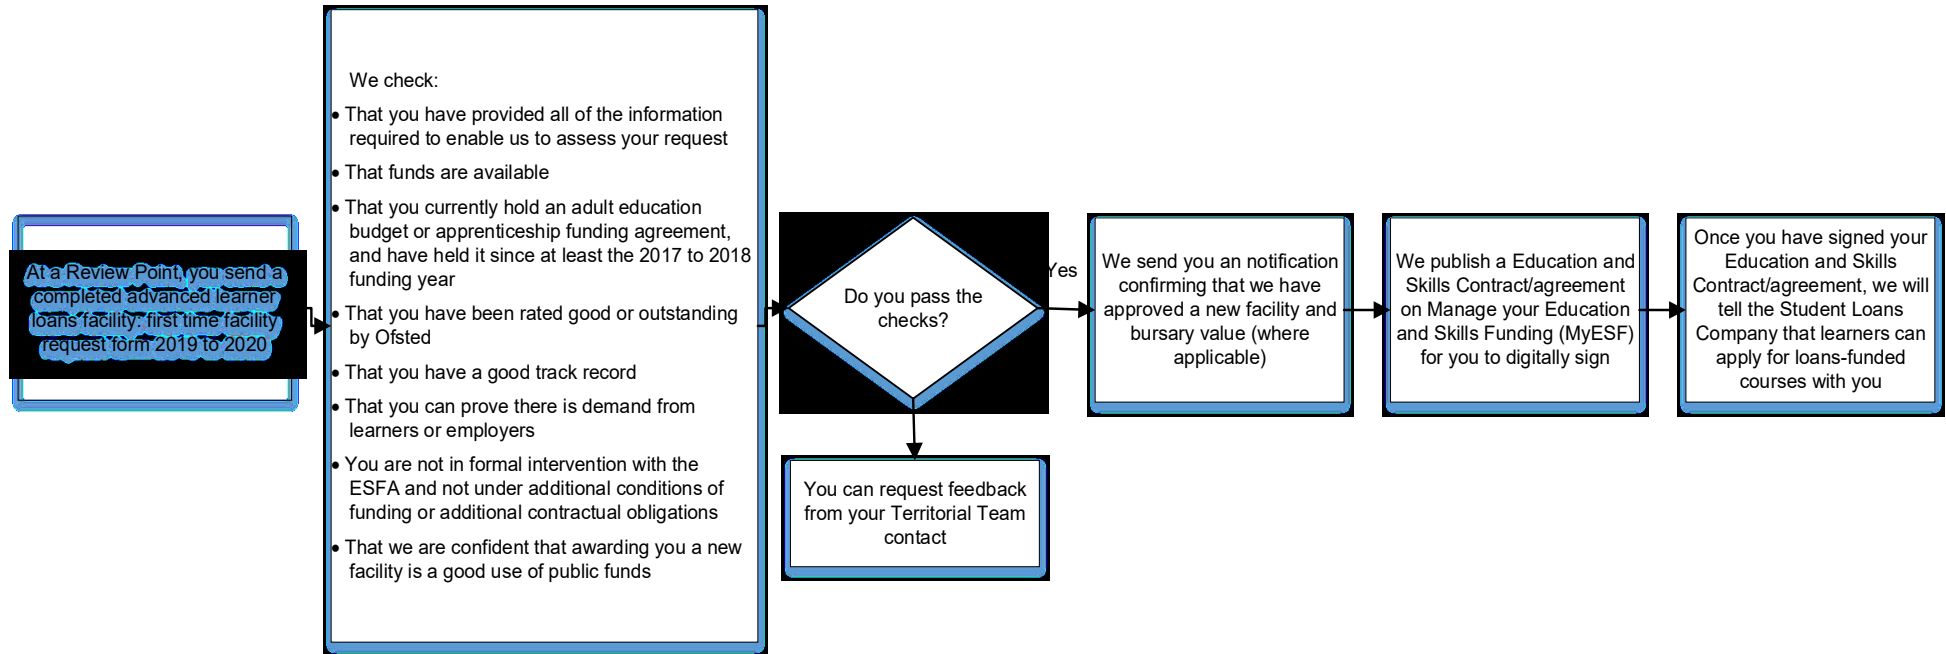 At a Review Point, you send a
completed advanced learner
loans facility: first time facility
request form 2019 to 2020
We check:
• That you have provided all of the information
required to enable us to assess your request
• That funds are available
• That you currently hold an adult education
budget or apprenticeship funding agreement,
and have held it since at least the 2017 to 2018
funding year
• That you have been rated good or outstanding
by Ofsted
• That you have a good track record
• That you can prove there is demand from
learners or employers
• You are not in formal intervention with the
ESFA and not under additional conditions of
funding or additional contractual obligations
• That we are confident that awarding you a new
facility is a good use of public funds
Do you pass the
checks?
Yes
You can request feedback
from your Territorial Team
contact
We send you an notification
confirming that we have
approved a new facility and
bursary value (where
applicable)
We publish a Education and
Skills Contract/agreement
on Manage your Education
and Skills Funding (MyESF)
for you to digitally sign
Once you have signed your
Education and Skills
Contract/agreement, we will
tell the Student Loans
Company that learners can
apply for loans-funded
courses with you